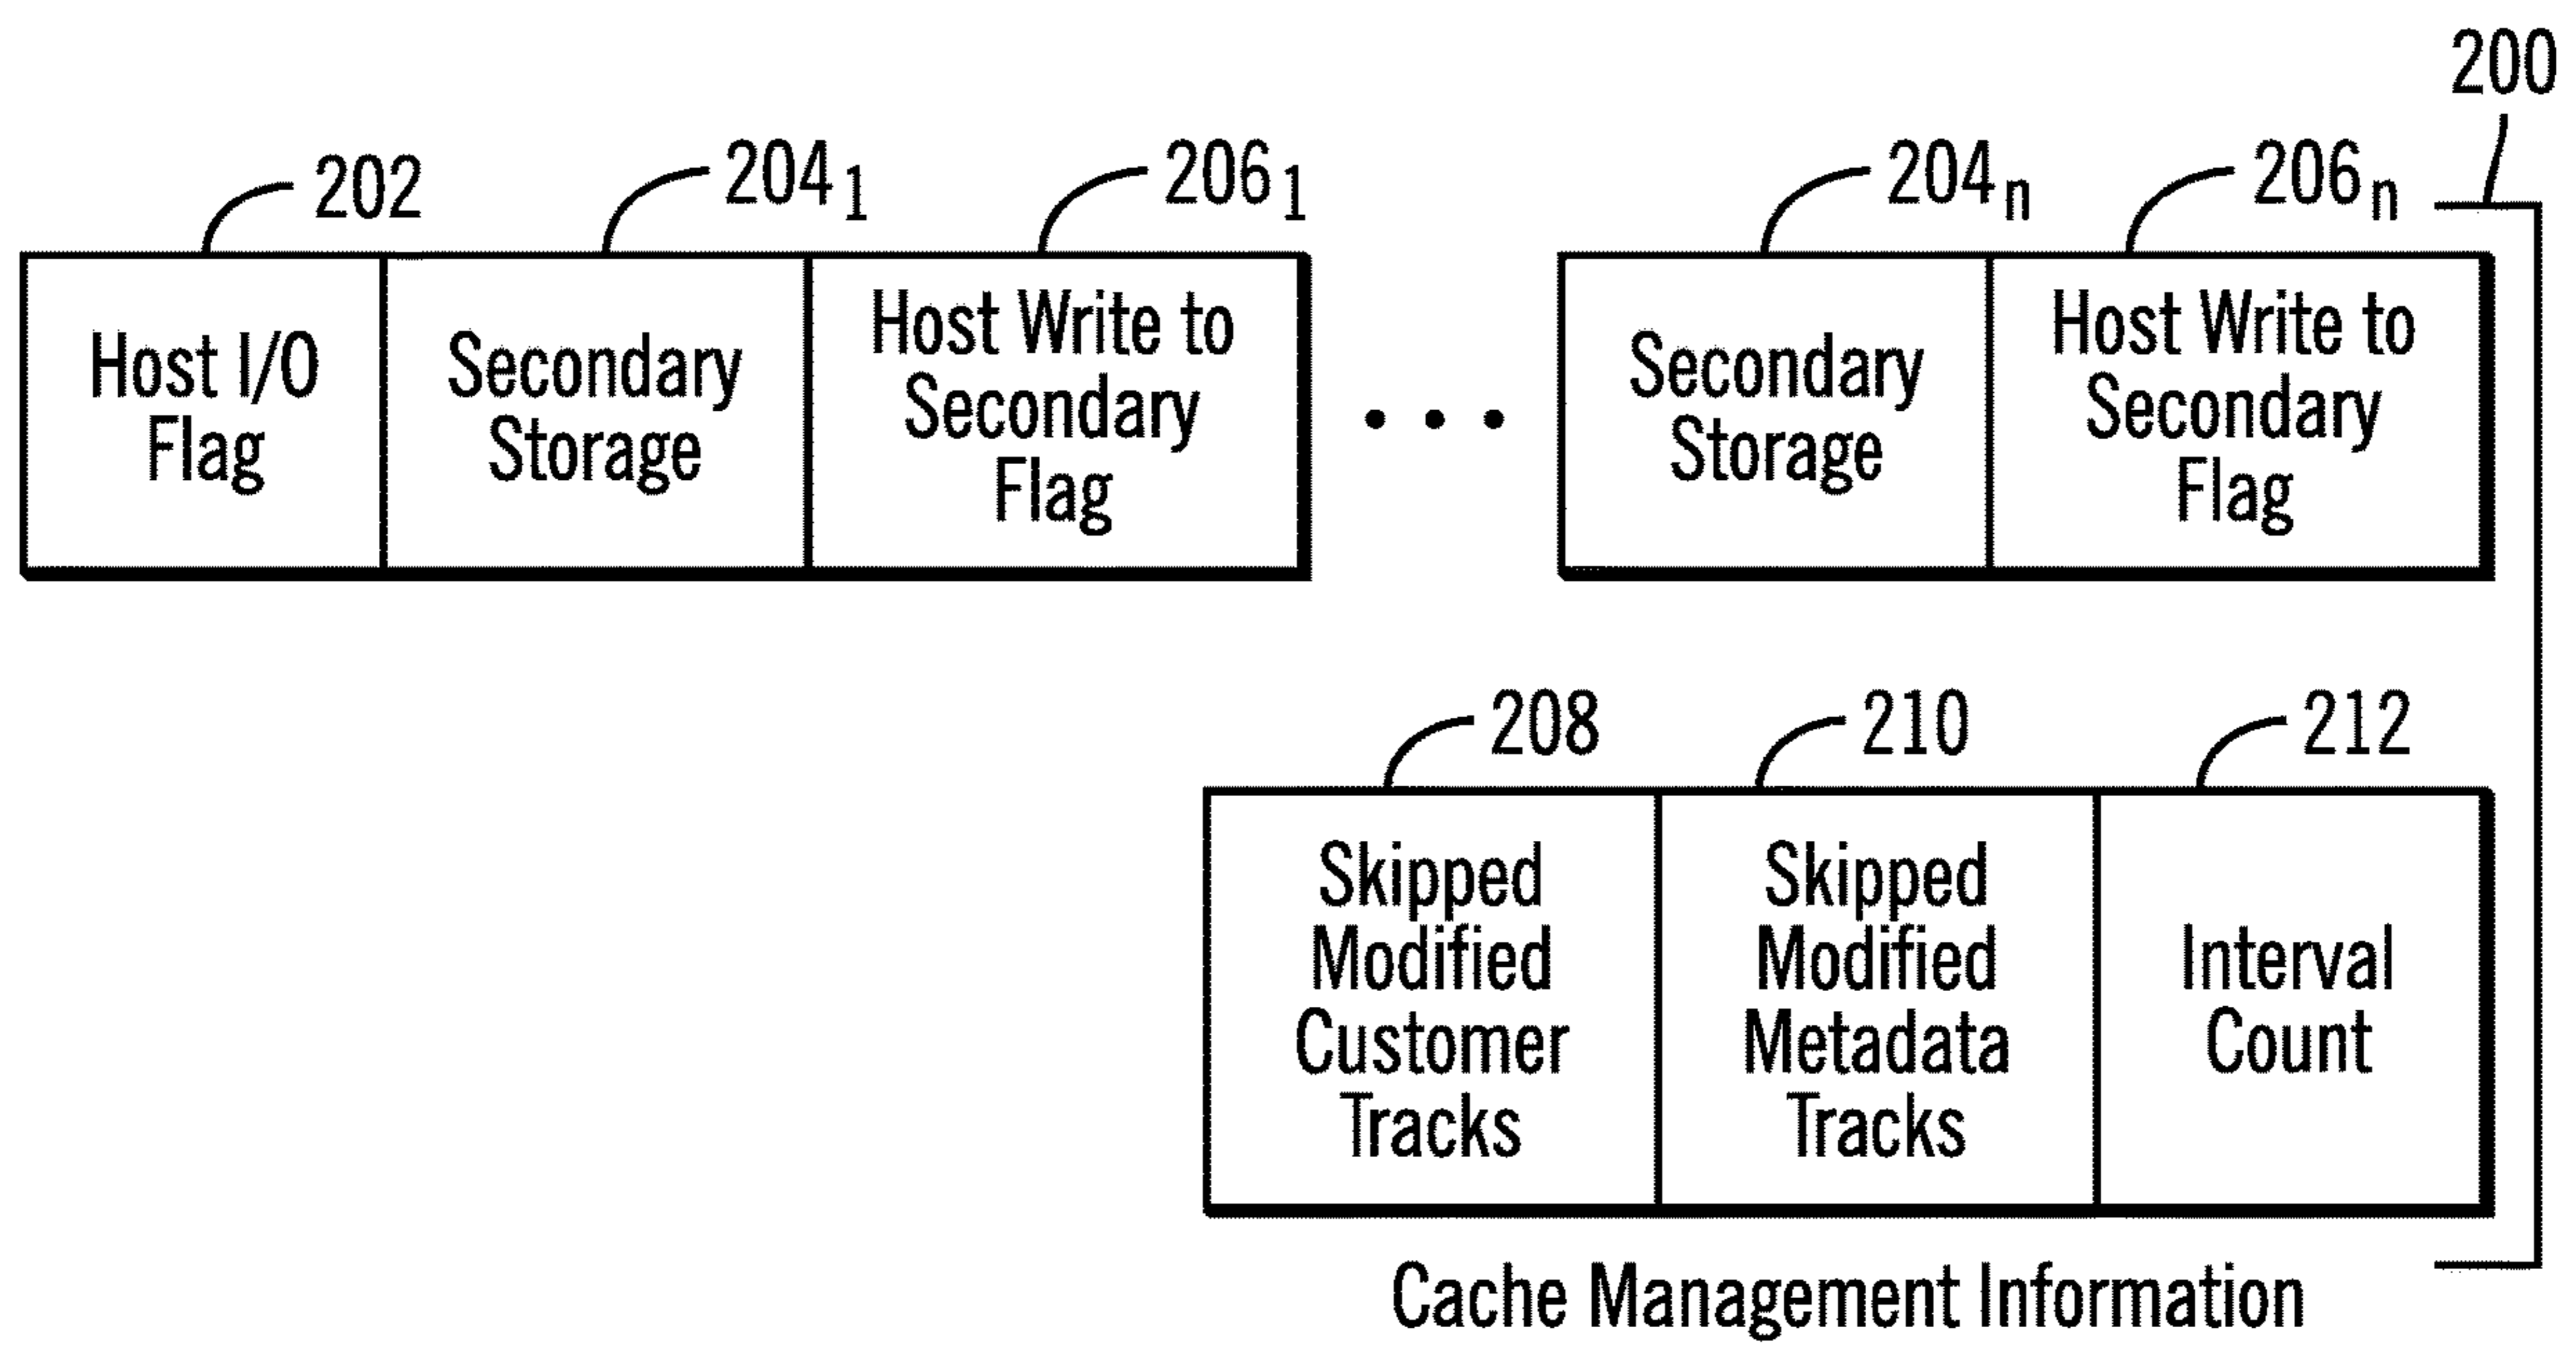 200
202
204₁
206₁
204ₙ
206ₙ
Host I/O
Flag
Secondary
Storage
Host Write to
Secondary
Flag
• • •
Secondary
Storage
Host Write to
Secondary
Flag
208
210
212
Skipped
Modified
Customer
Tracks
Skipped
Modified
Metadata
Tracks
Interval
Count
Cache Management Information